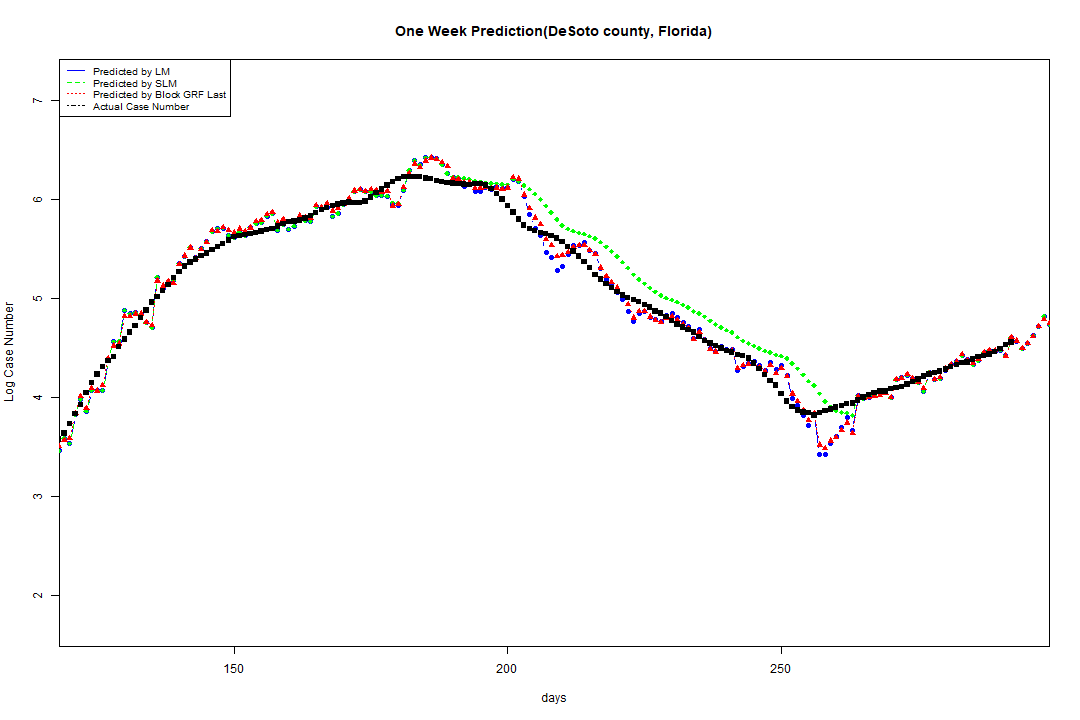 One Week Prediction(DeSoto county, Florida)
Predicted by LM
Predicted by SLM
Predicted by Block GRF Last
Actual Case Number
7
6
5
4
3
2
Log Case Number
150 200 250
days